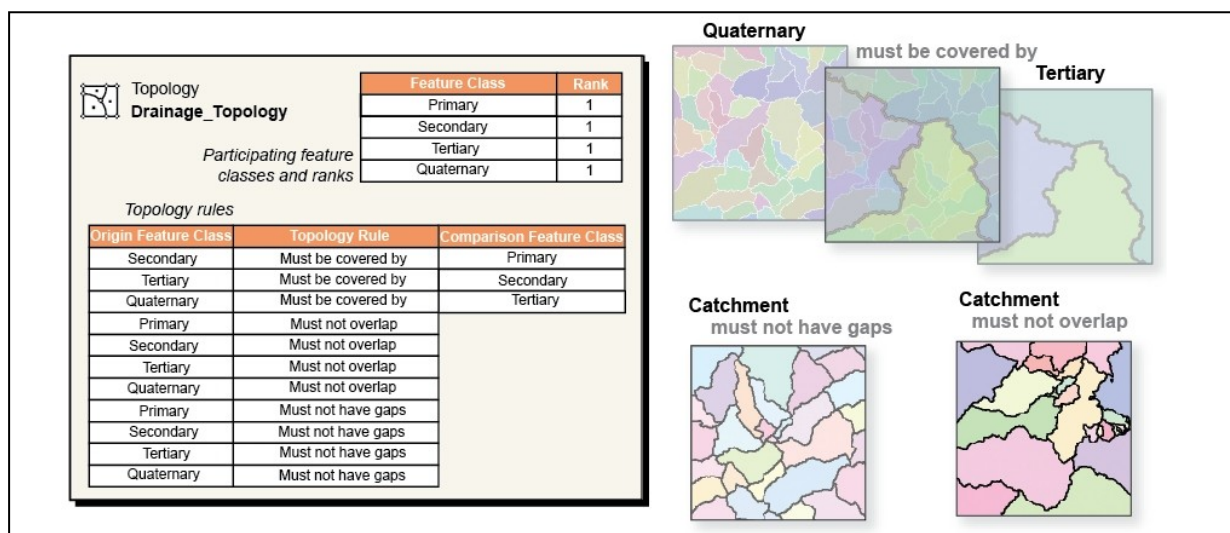 Topology
Drainage_Topology
Participating feature
classes and ranks
Feature Class Rank
Primary 1
Secondary 1
Tertiary 1
Quaternary 1
Topology rules
Origin Feature Class Topology Rule Comparison Feature Class
Secondary Must be covered by Primary
Tertiary Must be covered by Secondary
Quaternary Must be covered by Tertiary
Primary Must not overlap
Secondary Must not overlap
Tertiary Must not overlap
Quaternary Must not overlap
Primary Must not have gaps
Secondary Must not have gaps
Tertiary Must not have gaps
Quaternary Must not have gaps
Quaternary
must be covered by
Tertiary
Catchment
must not have gaps
Catchment
must not overlap